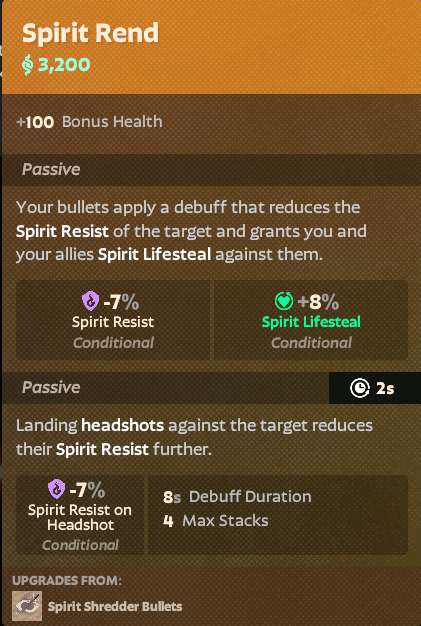 Spirit Rend
3,200
+100 Bonus Health
Passive
Your bullets apply a debuff that reduces the
Spirit Resist of the target and grants you and
your allies Spirit Lifesteal against them.
-7%
Spirit Resist
Conditional
+8%
Spirit Lifesteal
Conditional
Passive
2s
Landing headshots against the target reduces
their Spirit Resist further.
-7%
Spirit Resist on
Headshot
Conditional
8s Debuff Duration
4 Max Stacks
UPGRADES FROM:
Spirit Shredder Bullets